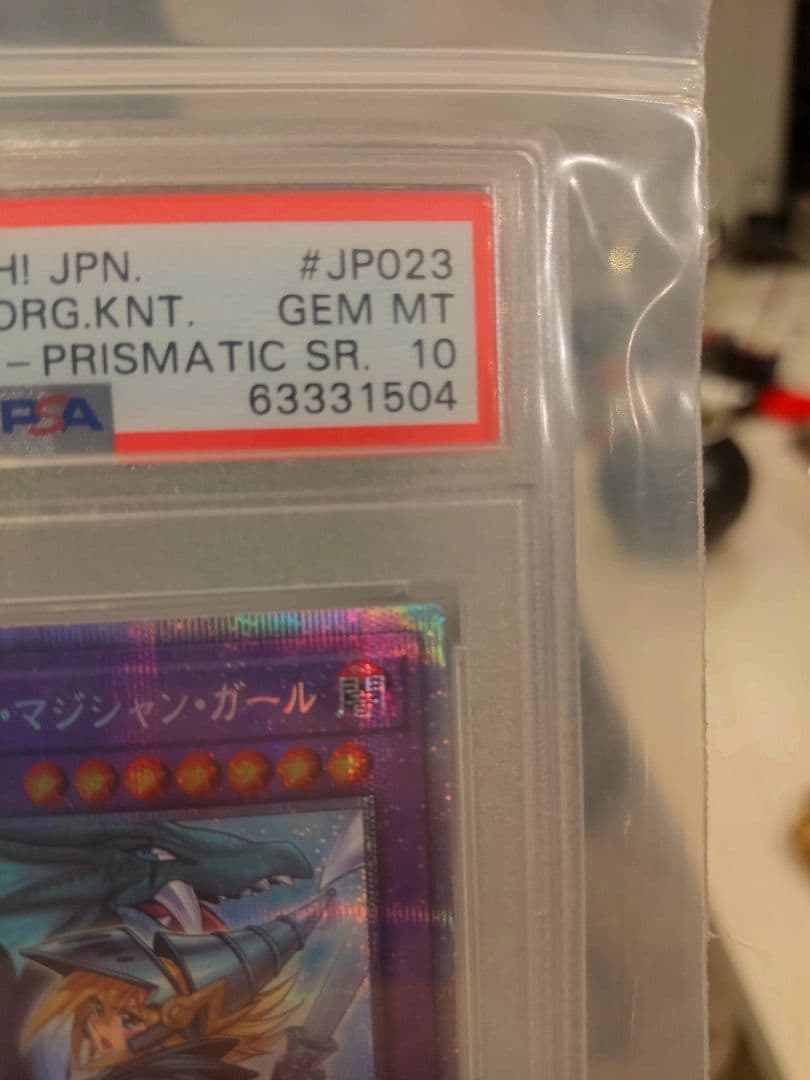 H! JPN. #JP023
ORG.KNT. GEM MT
-PRISMATIC SR. 10
PSA 63331504
・マジシャン・ガール 闇